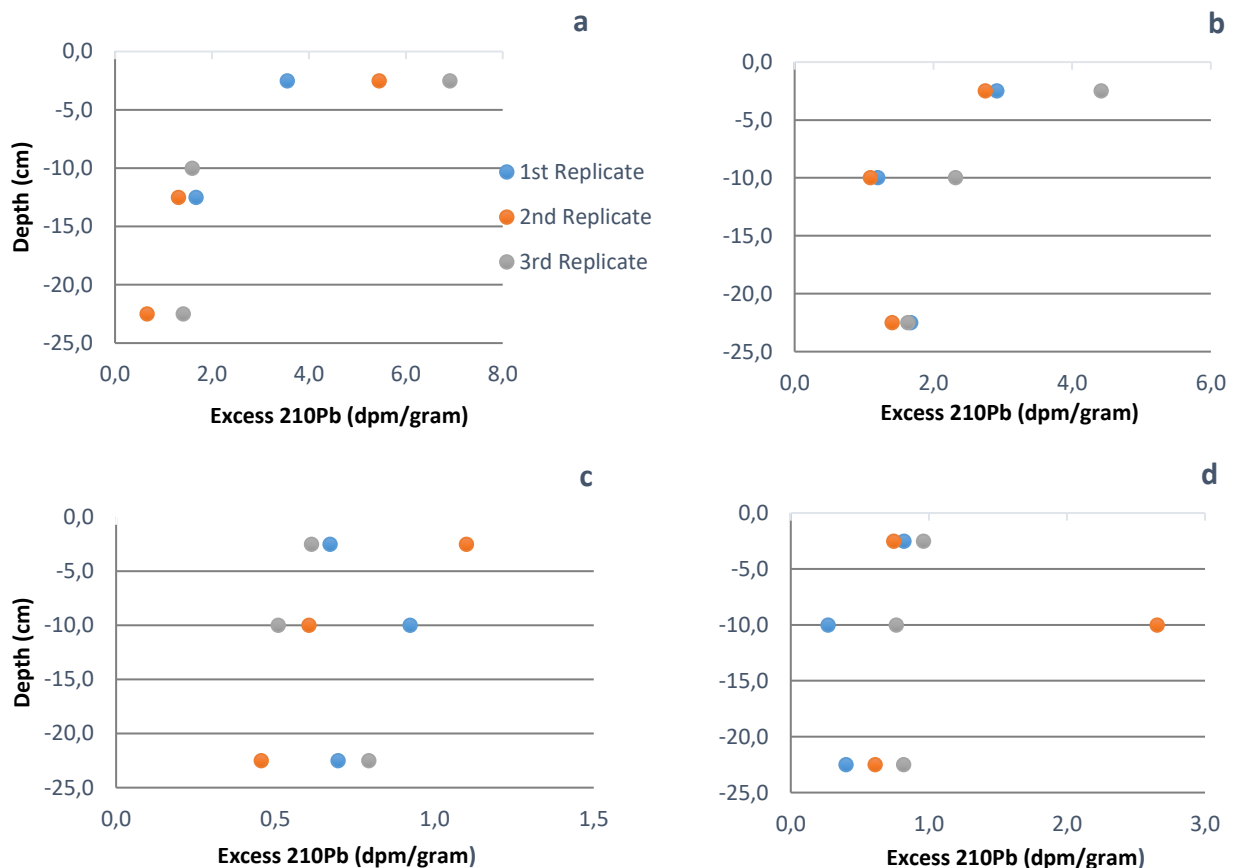 a
0,0
-5,0
-10,0
-15,0
-20,0
-25,0
0,0 2,0 4,0 6,0 8,0
Depth (cm)
Excess 210Pb (dpm/gram)
1st Replicate
2nd Replicate
3rd Replicate
b
0,0
-5,0
-10,0
-15,0
-20,0
-25,0
0,0 2,0 4,0 6,0
Excess 210Pb (dpm/gram)
c
0,0
-5,0
-10,0
-15,0
-20,0
-25,0
0,0 0,5 1,0 1,5
Depth (cm)
Excess 210Pb (dpm/gram)
d
0,0
-5,0
-10,0
-15,0
-20,0
-25,0
0,0 1,0 2,0 3,0
Excess 210Pb (dpm/gram)